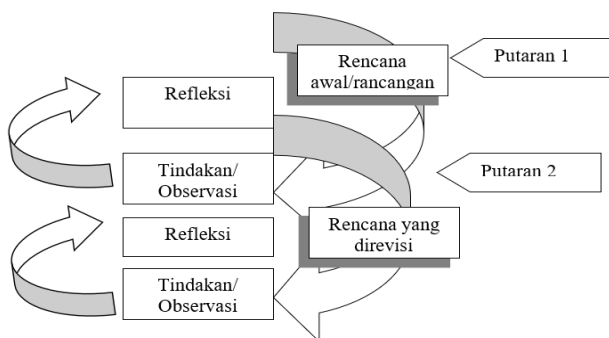 Rencana
awal/rancangan
Putaran 1
Refleksi
Tindakan/
Observasi
Putaran 2
Rencana yang
direvisi
Refleksi
Tindakan/
Observasi